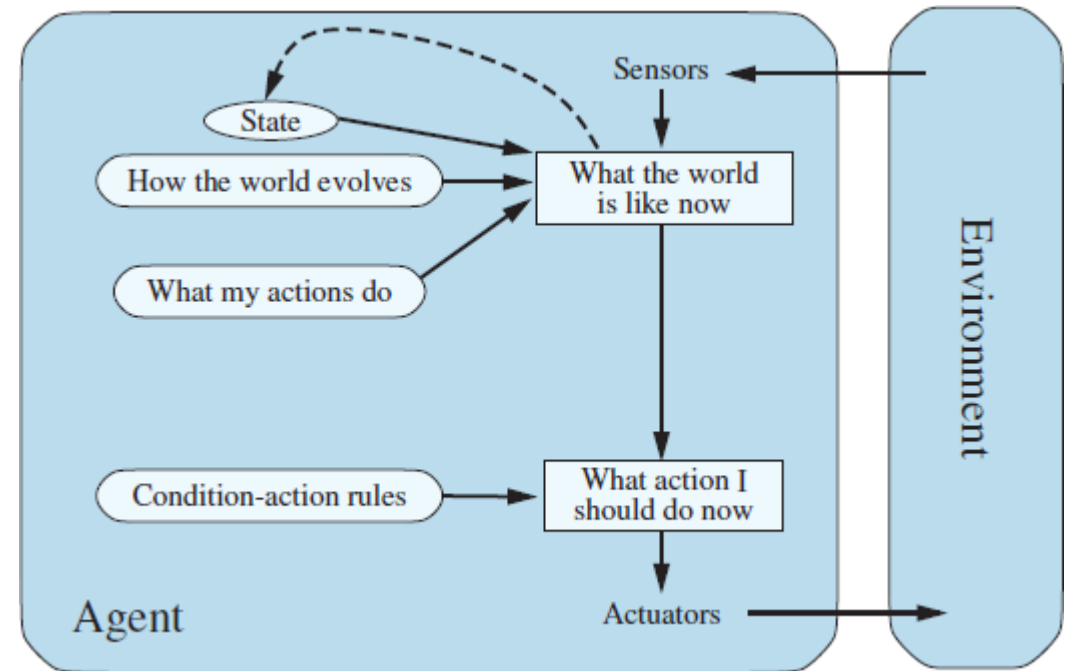 Sensors
State
How the world evolves
What the world
is like now
What my actions do
Environment
Condition-action rules
What action I
should do now
Agent
Actuators